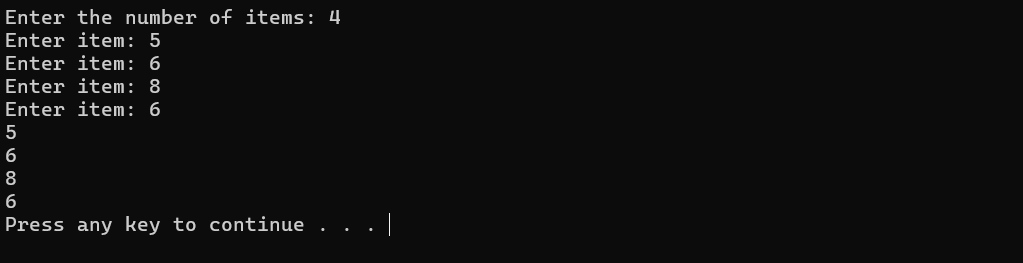 Enter the number of items: 4
Enter item: 5
Enter item: 6
Enter item: 8
Enter item: 6
5
6
8
6
Press any key to continue . . .